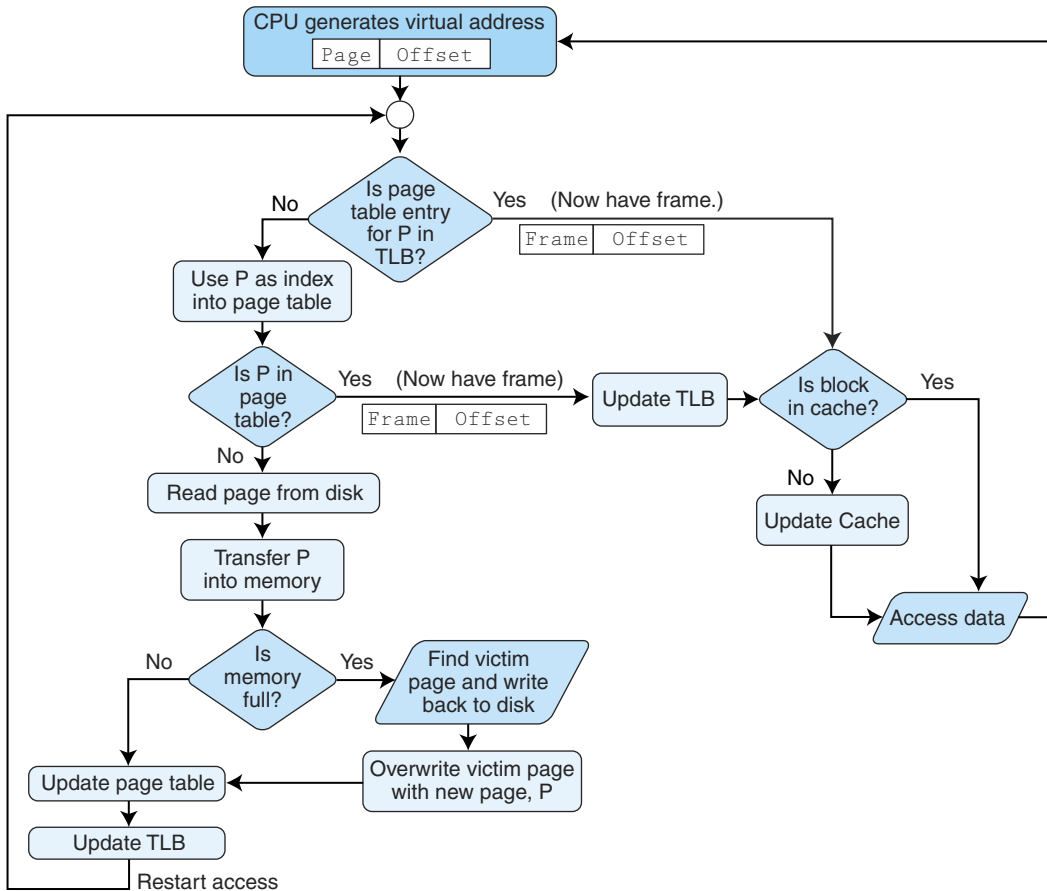 CPU generates virtual address
Page Offset
Is page
table entry
for P in
TLB?
No
Yes (Now have frame.)
Frame Offset
Use P as index
into page table
Is P in
page
table?
Yes (Now have frame)
Frame Offset
Update TLB
Is block
in cache?
Yes
No
Update Cache
Access data
No
Read page from disk
Transfer P
into memory
Is
memory
full?
No
Yes
Find victim
page and write
back to disk
Overwrite victim page
with new page, P
Update page table
Update TLB
Restart access